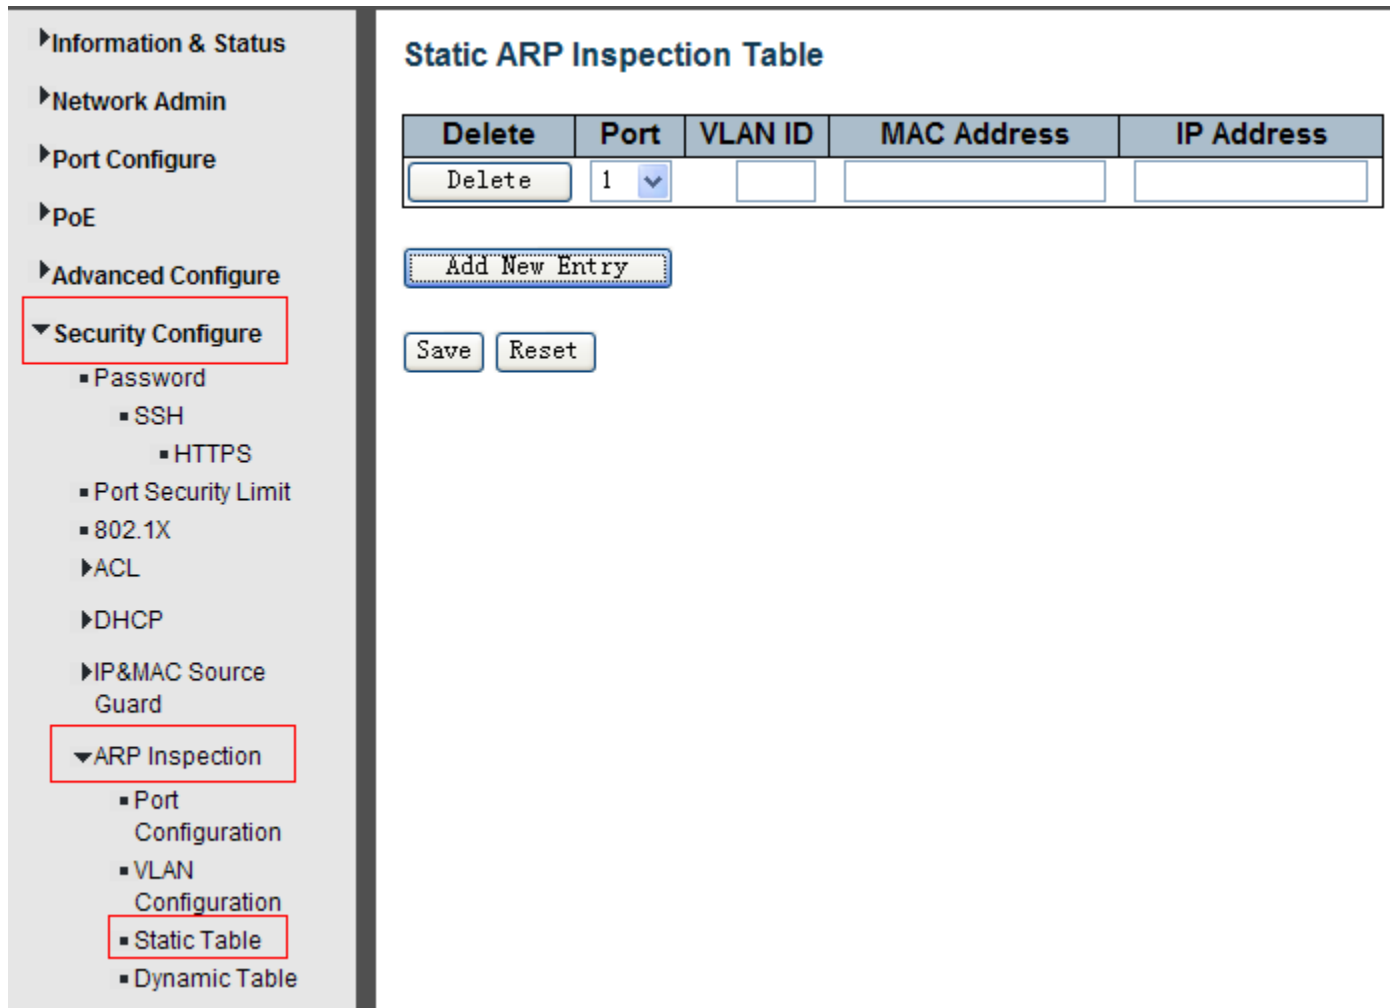 Information & Status
Network Admin
Port Configure
PoE
Advanced Configure
Security Configure
Password
SSH
HTTPS
Port Security Limit
802.1X
ACL
DHCP
IP&MAC Source
Guard
ARP Inspection
Port
Configuration
VLAN
Configuration
Static Table
Dynamic Table
Static ARP Inspection Table
Delete Port VLAN ID MAC Address IP Address
Delete 1
Add New Entry
Save Reset